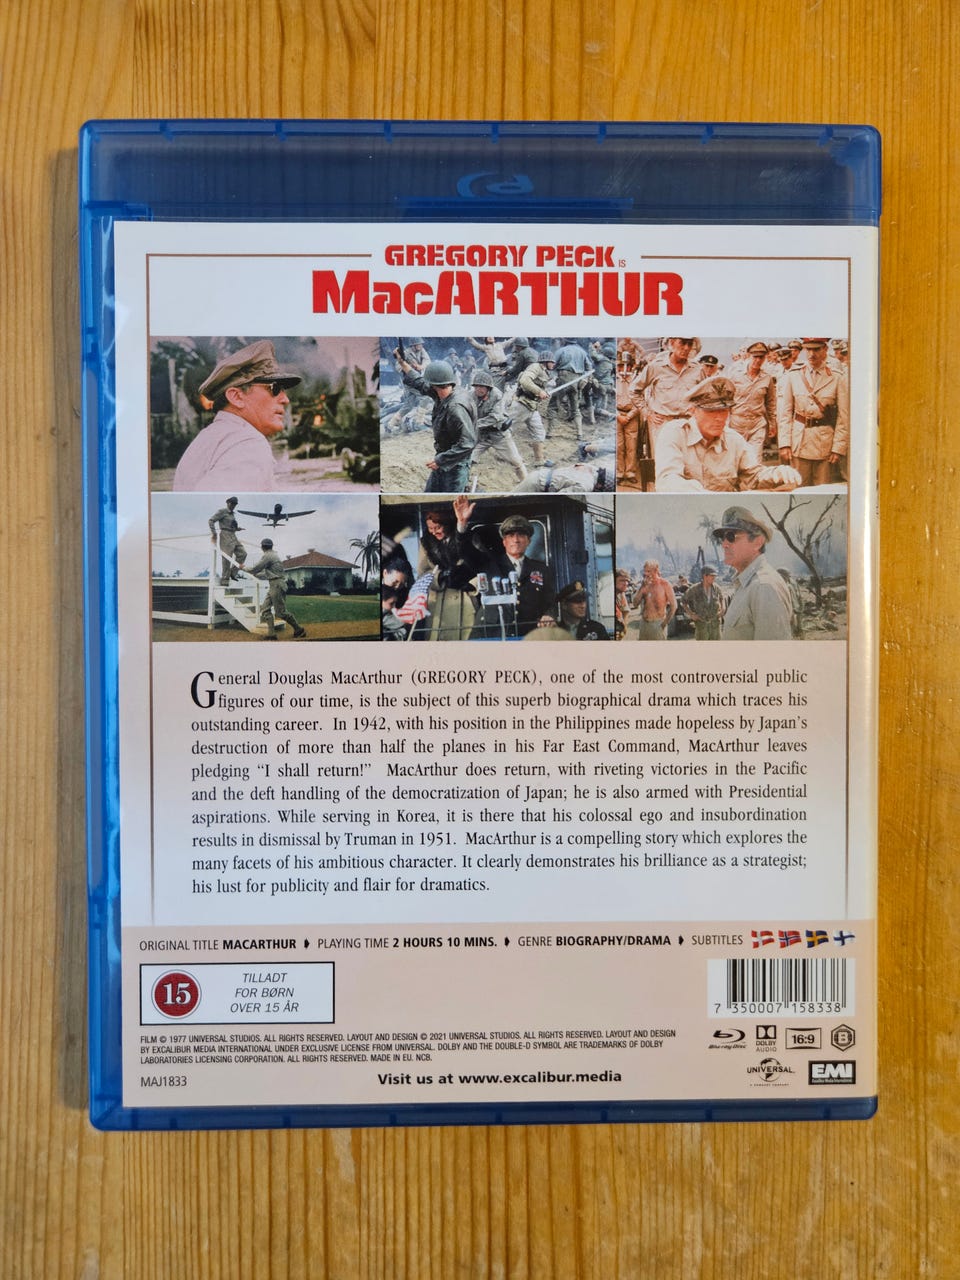 GREGORY PECK IS
MacARTHUR
General Douglas MacArthur (GREGORY PECK), one of the most controversial public
figures of our time, is the subject of this superb biographical drama which traces his
outstanding career. In 1942, with his position in the Philippines made hopeless by Japan's
destruction of more than half the planes in his Far East Command, MacArthur leaves
pledging “I shall return!” MacArthur does return, with riveting victories in the Pacific
and the deft handling of the democratization of Japan; he is also armed with Presidential
aspirations. While serving in Korea, it is there that his colossal ego and insubordination
results in dismissal by Truman in 1951. MacArthur is a compelling story which explores the
many facets of his ambitious character. It clearly demonstrates his brilliance as a strategist;
his lust for publicity and flair for dramatics.
ORIGINAL TITLE MACARTHUR PLAYING TIME 2 HOURS 10 MINS. GENRE BIOGRAPHY/DRAMA SUBTITLES
15
TILLADT
FOR BØRN
OVER 15 ÅR
7 350007 158338
FILM © 1977 UNIVERSAL STUDIOS. ALL RIGHTS RESERVED. LAYOUT AND DESIGN © 2021 UNIVERSAL STUDIOS. ALL RIGHTS RESERVED. LAYOUT AND DESIGN
BY EXCALIBUR MEDIA INTERNATIONAL UNDER EXCLUSIVE LICENSE FROM UNIVERSAL. DOLBY AND THE DOUBLE-D SYMBOL ARE TRADEMARKS OF DOLBY
LABORATORIES LICENSING CORPORATION. ALL RIGHTS RESERVED. MADE IN EU. NCB.
Blu-ray Disc
DOLBY
AUDIO
16:9
B
MAJ1833
Visit us at www.excalibur.media
UNIVERSAL
EMI
Excalibur Media International